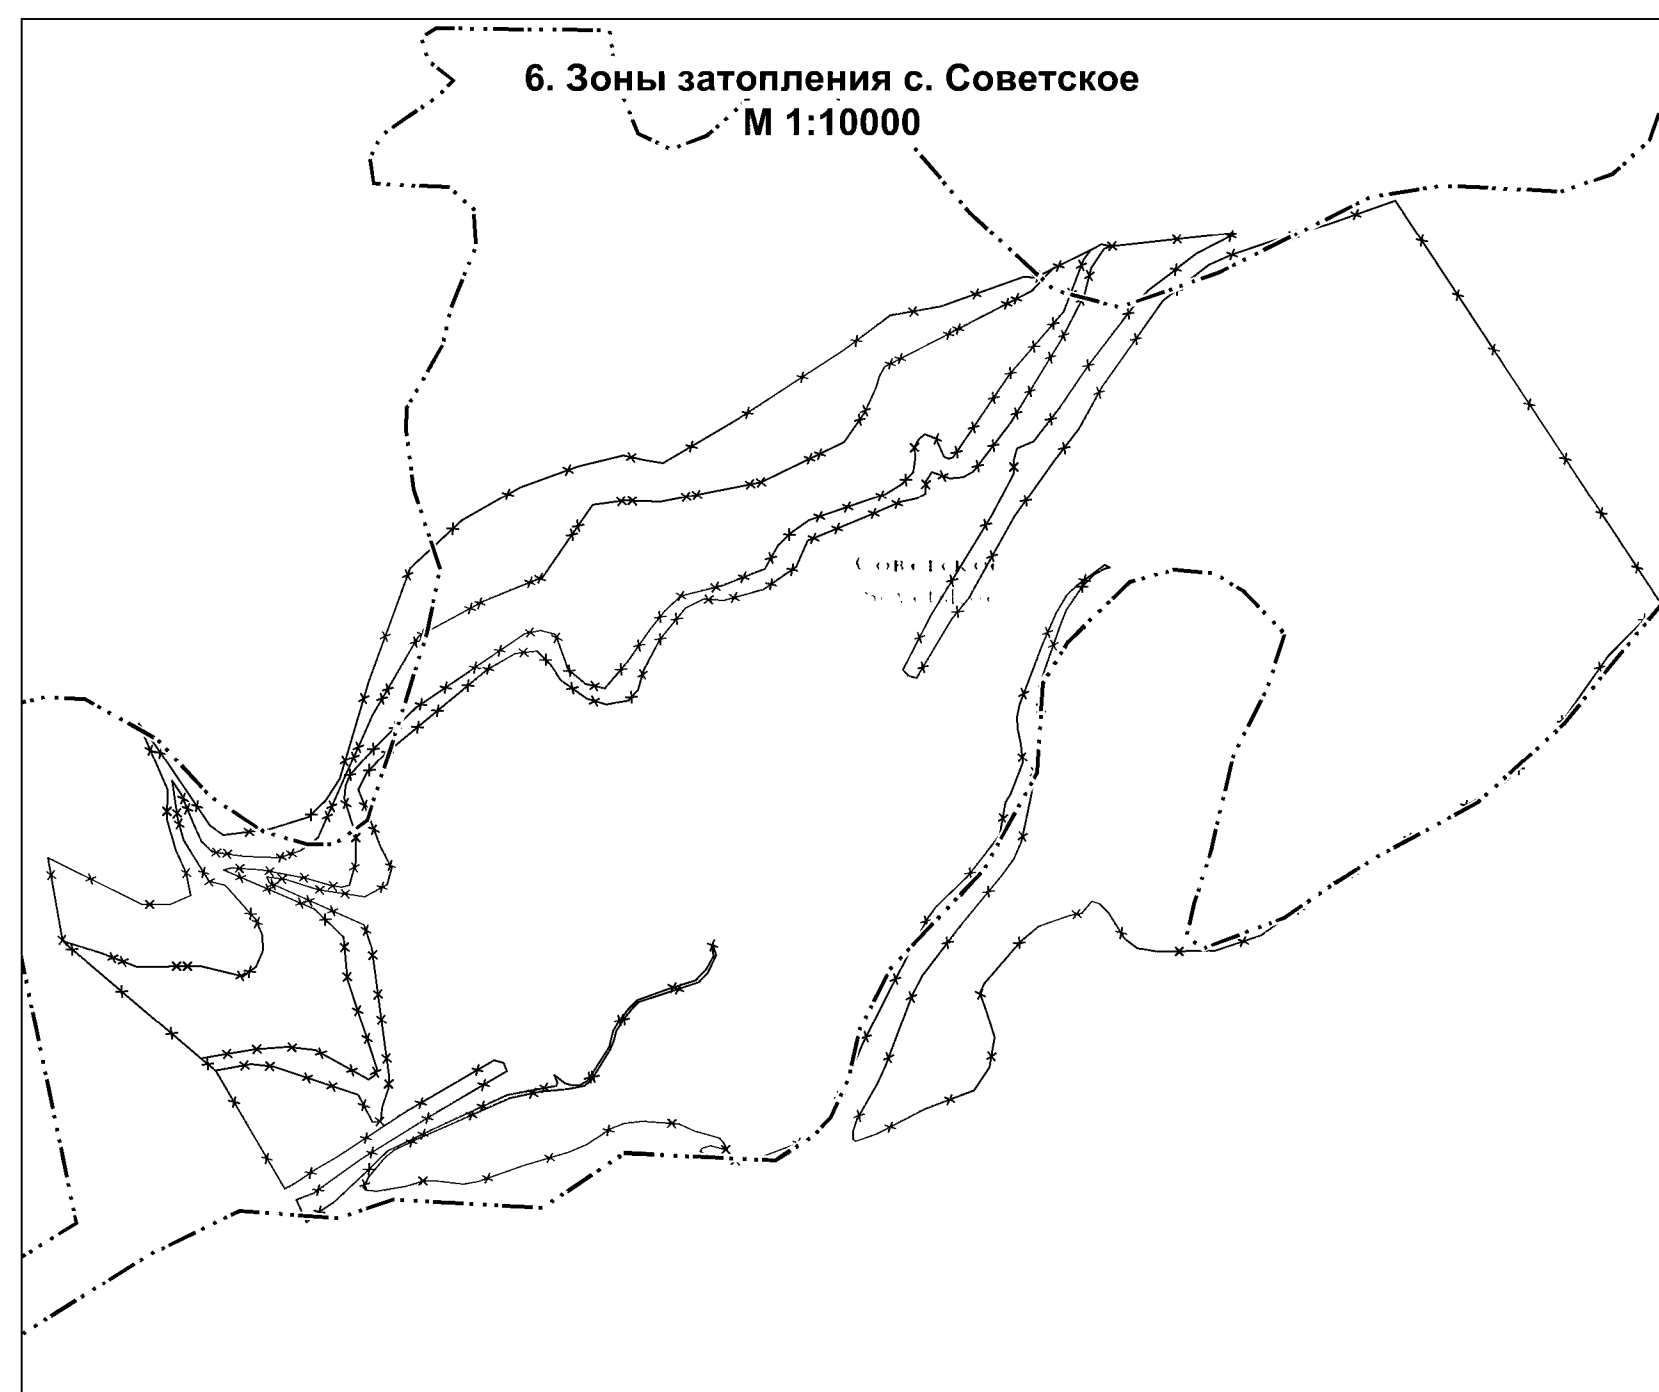 6. Зоны затопления с. Советское
М 1:10000